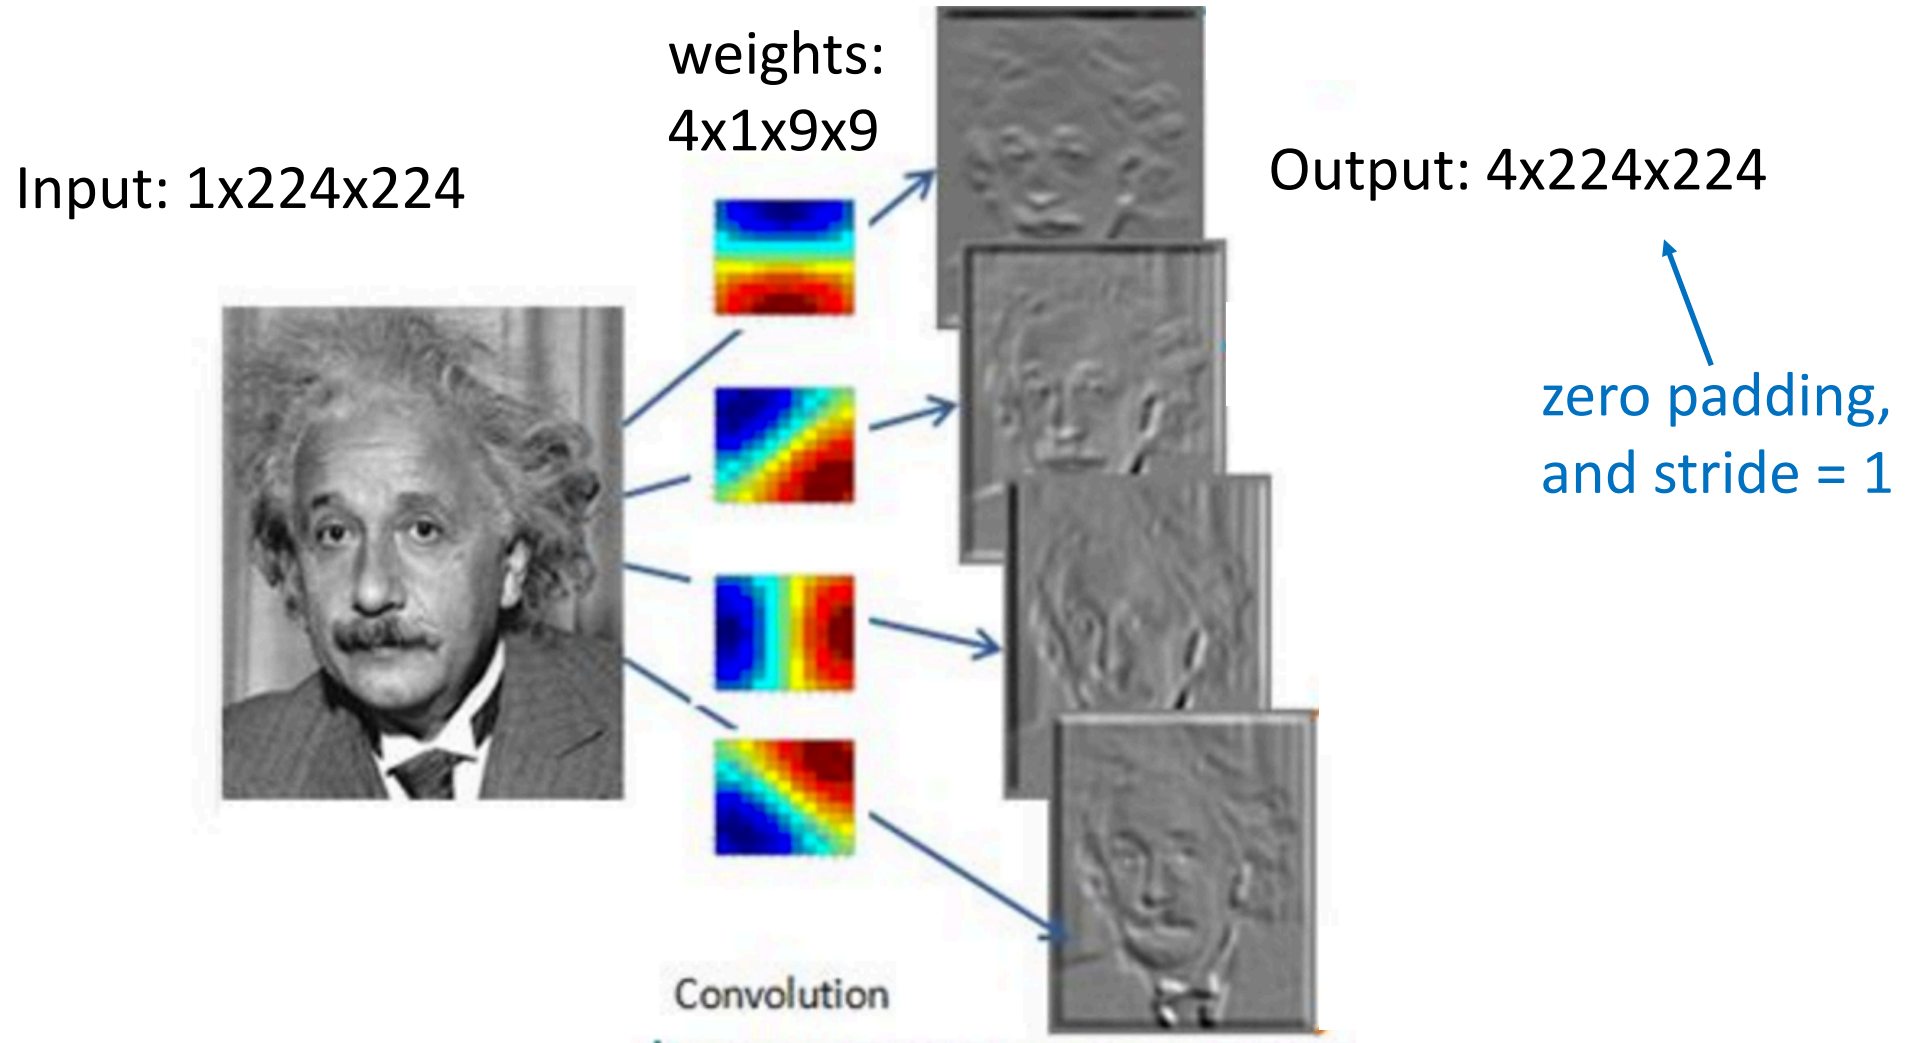 weights:
4x1x9x9
Input: 1x224x224
Output: 4x224x224
zero padding,
and stride = 1
Convolution